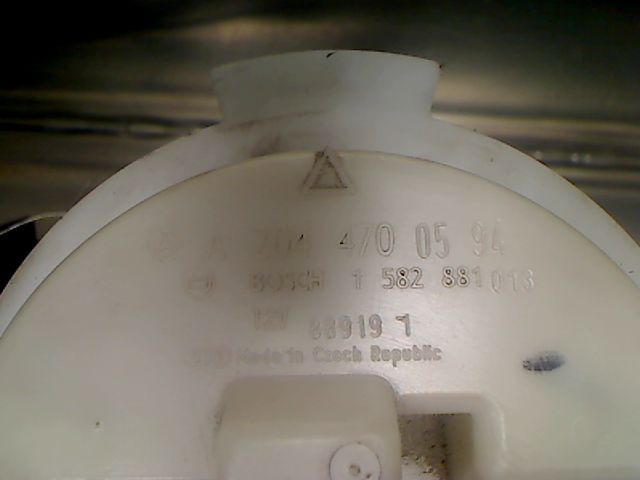 A 204 470 05 94
BOSCH 1 582 881 013
12V 88919 1
Made in Czech Republic